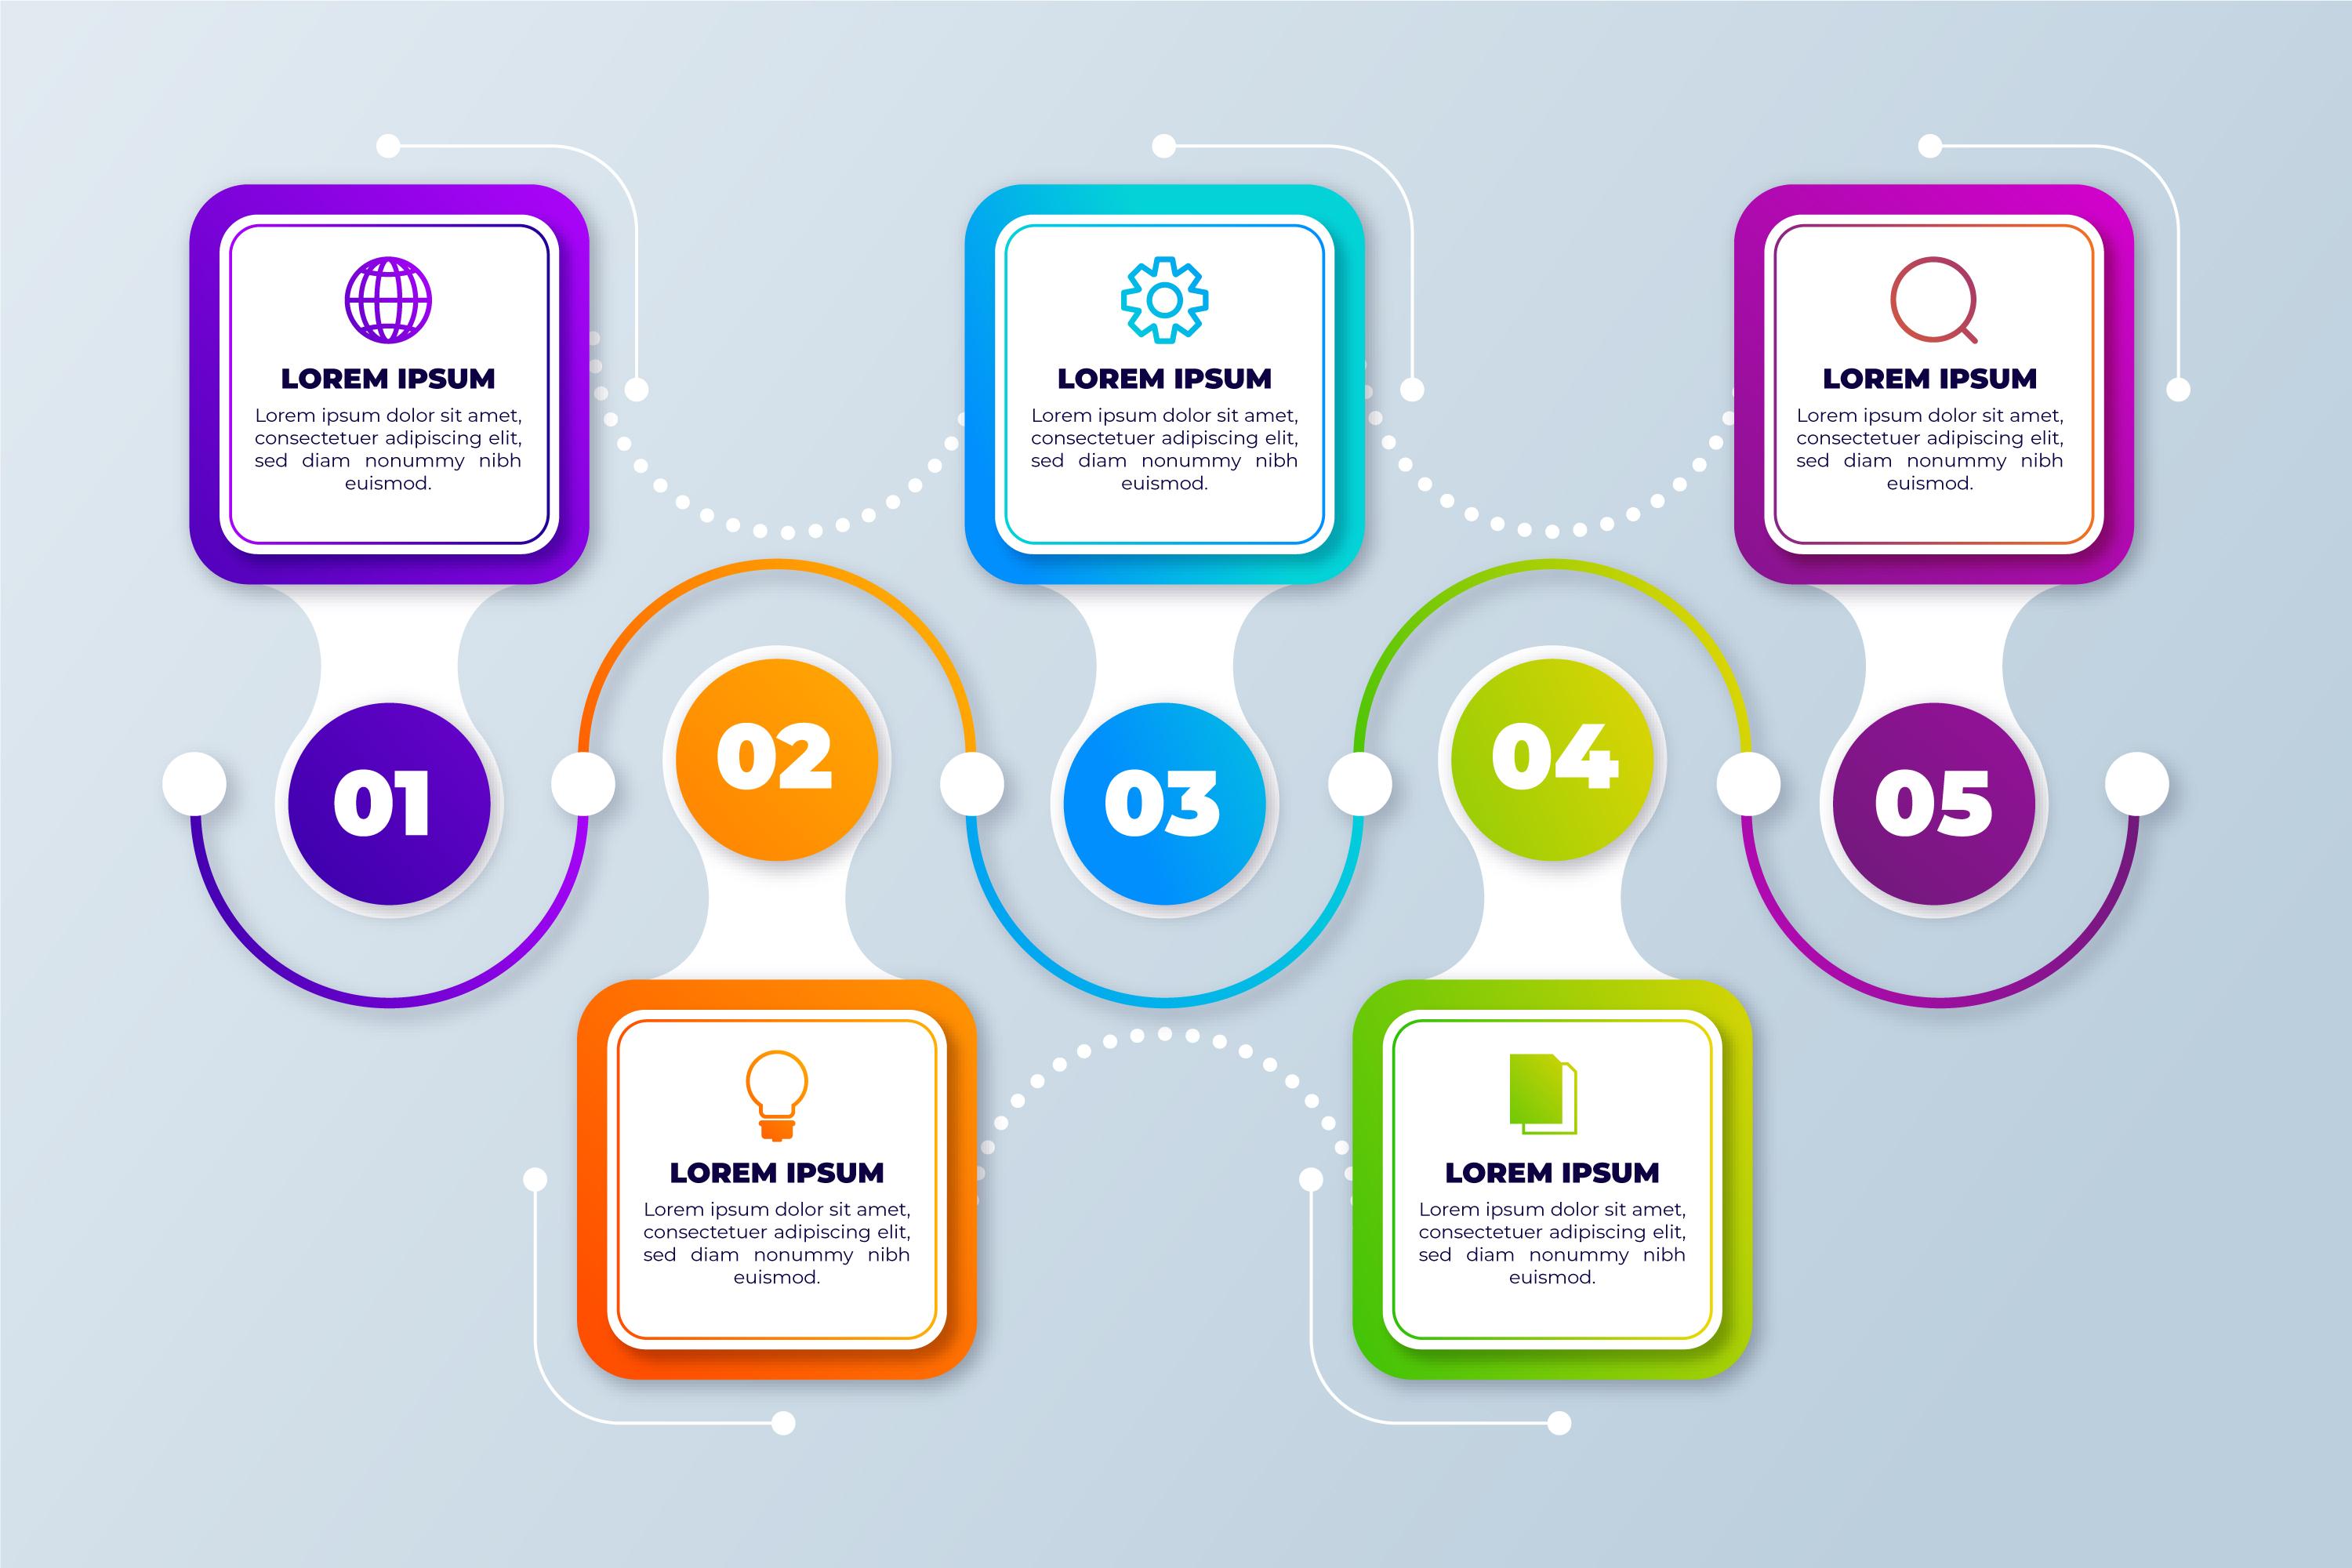 LOREM IPSUM
Lorem ipsum dolor sit amet,
consectetuer adipiscing elit,
sed diam nonummy nibh
euismod.
01
02
LOREM IPSUM
Lorem ipsum dolor sit amet,
consectetuer adipiscing elit,
sed diam nonummy nibh
euismod.
LOREM IPSUM
Lorem ipsum dolor sit amet,
consectetuer adipiscing elit,
sed diam nonummy nibh
euismod.
03
04
LOREM IPSUM
Lorem ipsum dolor sit amet,
consectetuer adipiscing elit,
sed diam nonummy nibh
euismod.
LOREM IPSUM
Lorem ipsum dolor sit amet,
consectetuer adipiscing elit,
sed diam nonummy nibh
euismod.
05